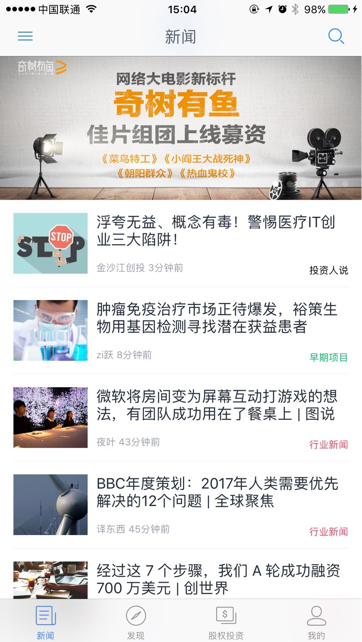 中国联通
15:04
98%
新闻
奇树有鱼
网络大电影新标杆
奇树有鱼
佳片组团上线募资
《菜鸟特工》《小阎王大战死神》
《朝阳群众》《热血鬼校》
STOP
STOP
浮夸无益、概念有毒！警惕医疗IT创
业三大陷阱！
金沙江创投 3分钟前
投资人说
肿瘤免疫治疗市场正待爆发，裕策生
物用基因检测寻找潜在获益患者
zi跃 8分钟前
早期项目
微软将房间变为屏幕互动打游戏的想
法，有团队成功用在了餐桌上 | 图说
夜叶 43分钟前
行业新闻
BBC年度策划：2017年人类需要优先
解决的12个问题 | 全球聚焦
译东西 45分钟前
行业新闻
经过这 7 个步骤，我们 A 轮成功融资
700 万美元 | 创世界
新闻
发现
股权投资
我的